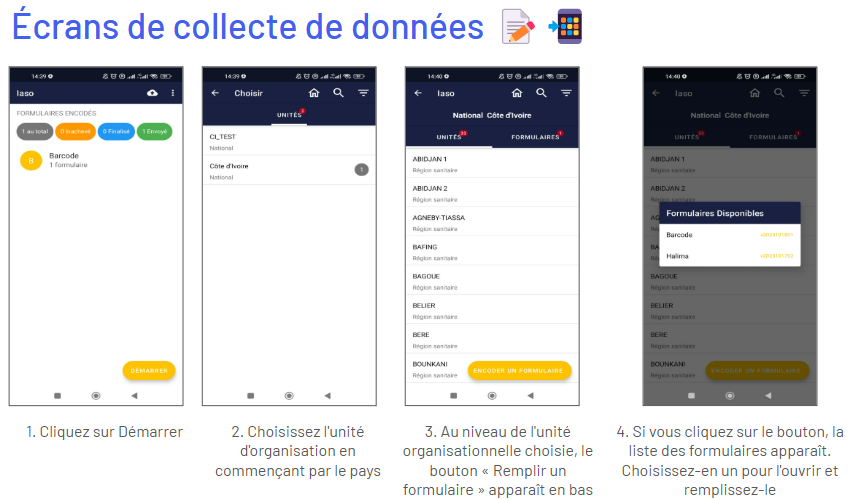 Écrans de collecte de données
14:39
Iaso
FORMULAIRES ENCODÉS
1 au total
0 Inachevé
0 Finalisé
1 Envoyé
B
Barcode
1 formulaire
DÉMARRER
1. Cliquez sur Démarrer
14:39
Choisir
UNITÉS
CI_TEST
National
Côte d'Ivoire
National
1
2. Choisissez l'unité
d'organisation en
commençant par le pays
14:40
Iaso
National Côte d'Ivoire
UNITÉS
FORMULAIRES
ABIDJAN 1
Région sanitaire
ABIDJAN 2
Région sanitaire
AGNEBY-TIASSA
Région sanitaire
BAFING
Région sanitaire
BAGOUE
Région sanitaire
BELIER
Région sanitaire
BERE
Région sanitaire
BOUNKANI
Région sanitaire
ENCODER UN FORMULAIRE
3. Au niveau de l'unité
organisationnelle choisie, le
bouton « Remplir un
formulaire » apparaît en bas
14:40
Iaso
National Côte d'Ivoire
UNITÉS
FORMULAIRES
ABIDJAN 1
Région sanitaire
ABIDJAN 2
Région sanitaire
Formulaires Disponibles
Barcode
Halima
BAGOUE
Région sanitaire
BELIER
Région sanitaire
BERE
Région sanitaire
BOUNKANI
Région sanitaire
ENCODER UN FORMULAIRE
4. Si vous cliquez sur le bouton, la
liste des formulaires apparaît.
Choisissez-en un pour l'ouvrir et
remplissez-le